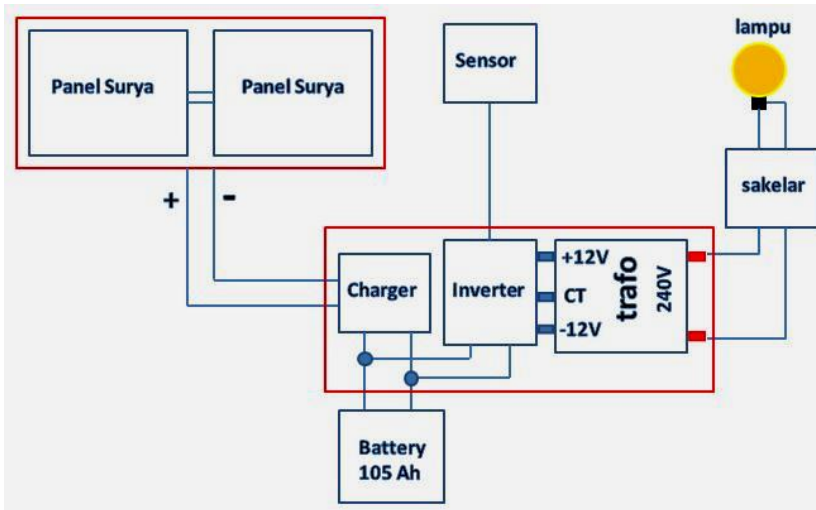 Panel Surya
Panel Surya
Sensor
lampu
sakelar
+
-
Charger
Inverter
+12V
CT
-12V
trafo
240V
Battery
105 Ah